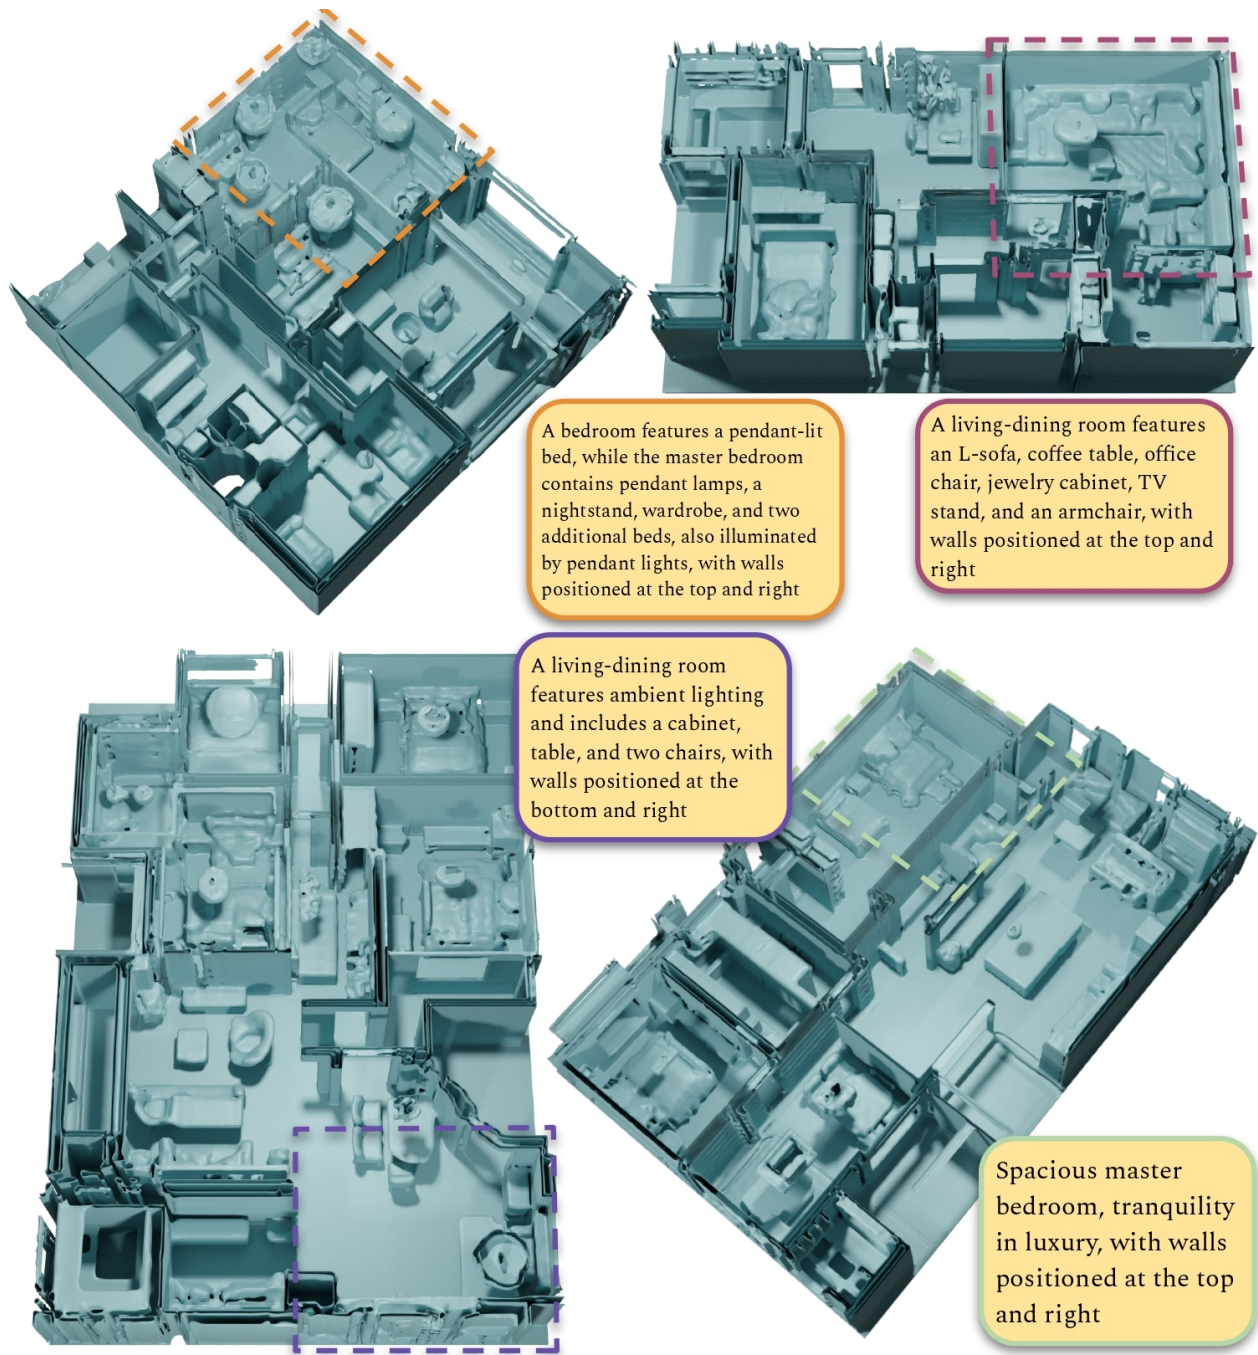 A bedroom features a pendant-lit
bed, while the master bedroom
contains pendant lamps, a
nightstand, wardrobe, and two
additional beds, also illuminated
by pendant lights, with walls
positioned at the top and right
A living-dining room features
an L-sofa, coffee table, office
chair, jewelry cabinet, TV
stand, and an armchair, with
walls positioned at the top and
right
A living-dining room
features ambient lighting
and includes a cabinet,
table, and two chairs, with
walls positioned at the
bottom and right
Spacious master
bedroom, tranquility
in luxury, with walls
positioned at the top
and right